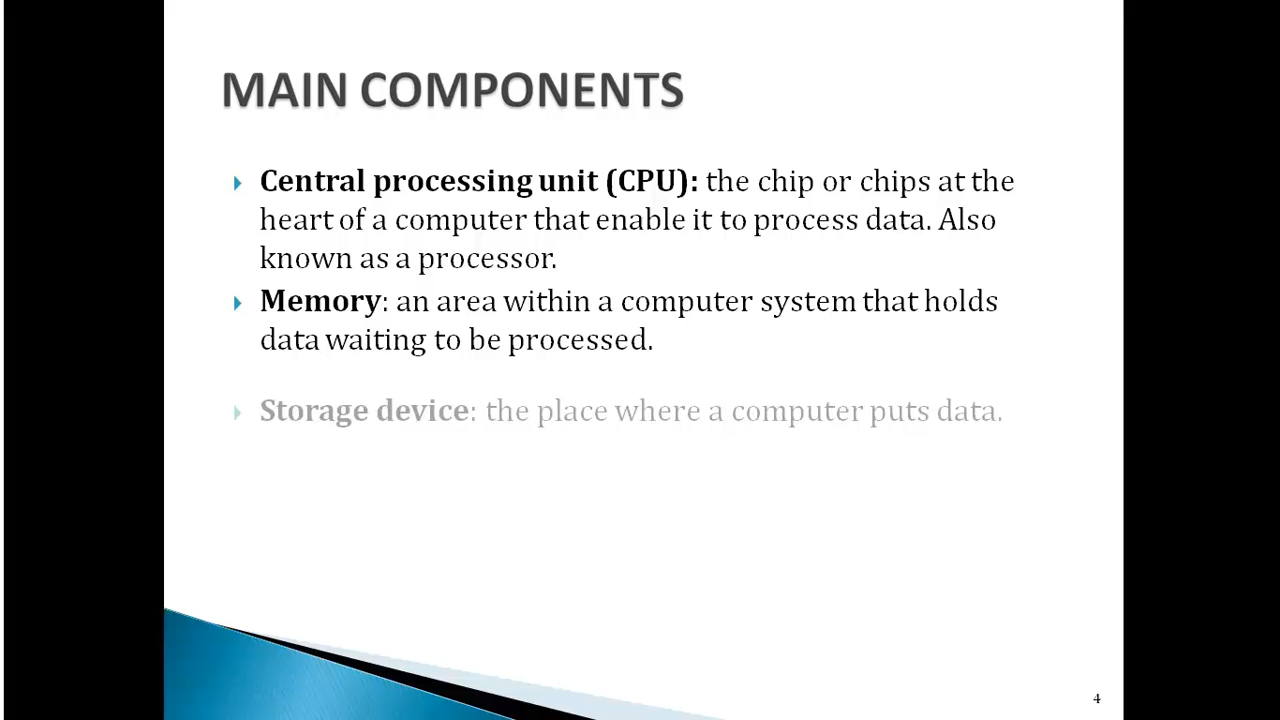 MAIN COMPONENTS
Central processing unit (CPU): the chip or chips at the
heart of a computer that enable it to process data. Also
known as a processor.
Memory: an area within a computer system that holds
data waiting to be processed.
Storage device: the place where a computer puts data.
4